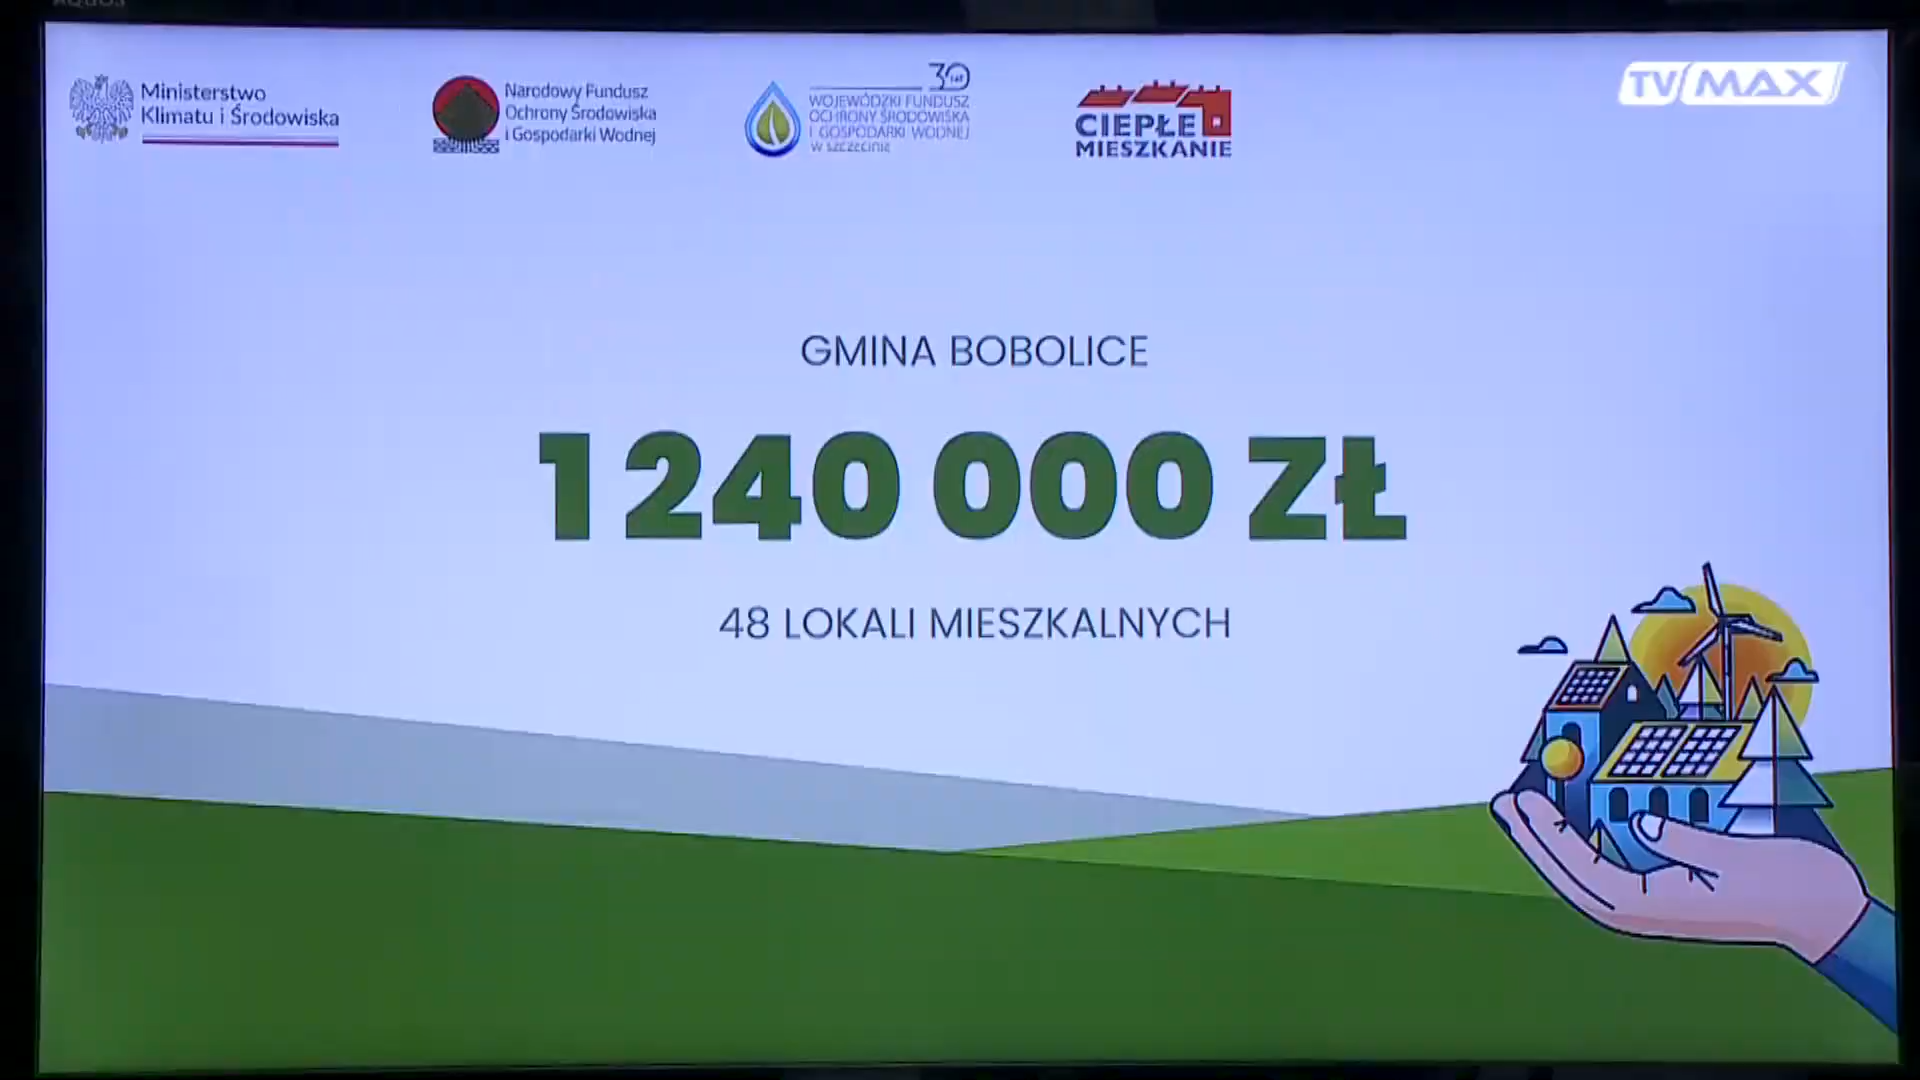 Ministerstwo
Klimatu i Środowiska
Narodowy Fundusz
Ochrony Środowiska
i Gospodarki Wodnej
30 lat
WOJEWÓDZKI FUNDUSZ
OCHRONY ŚRODOWISKA
I GOSPODARKI WODNEJ
W SZCZECINIE
CIEPŁE
MIESZKANIE
TV MAX
GMINA BOBOLICE
1 240 000 ZŁ
48 LOKALI MIESZKALNYCH